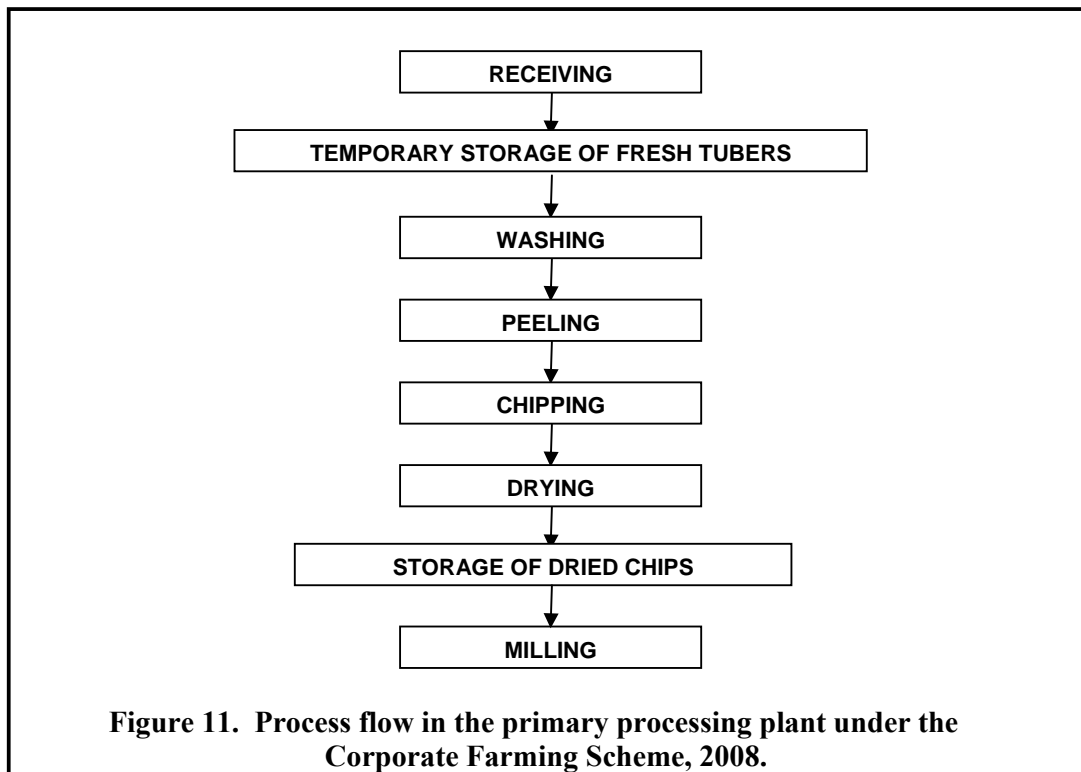 RECEIVING
TEMPORARY STORAGE OF FRESH TUBERS
WASHING
PEELING
CHIPPING
DRYING
STORAGE OF DRIED CHIPS
MILLING
Figure 11. Process flow in the primary processing plant under the
Corporate Farming Scheme, 2008.